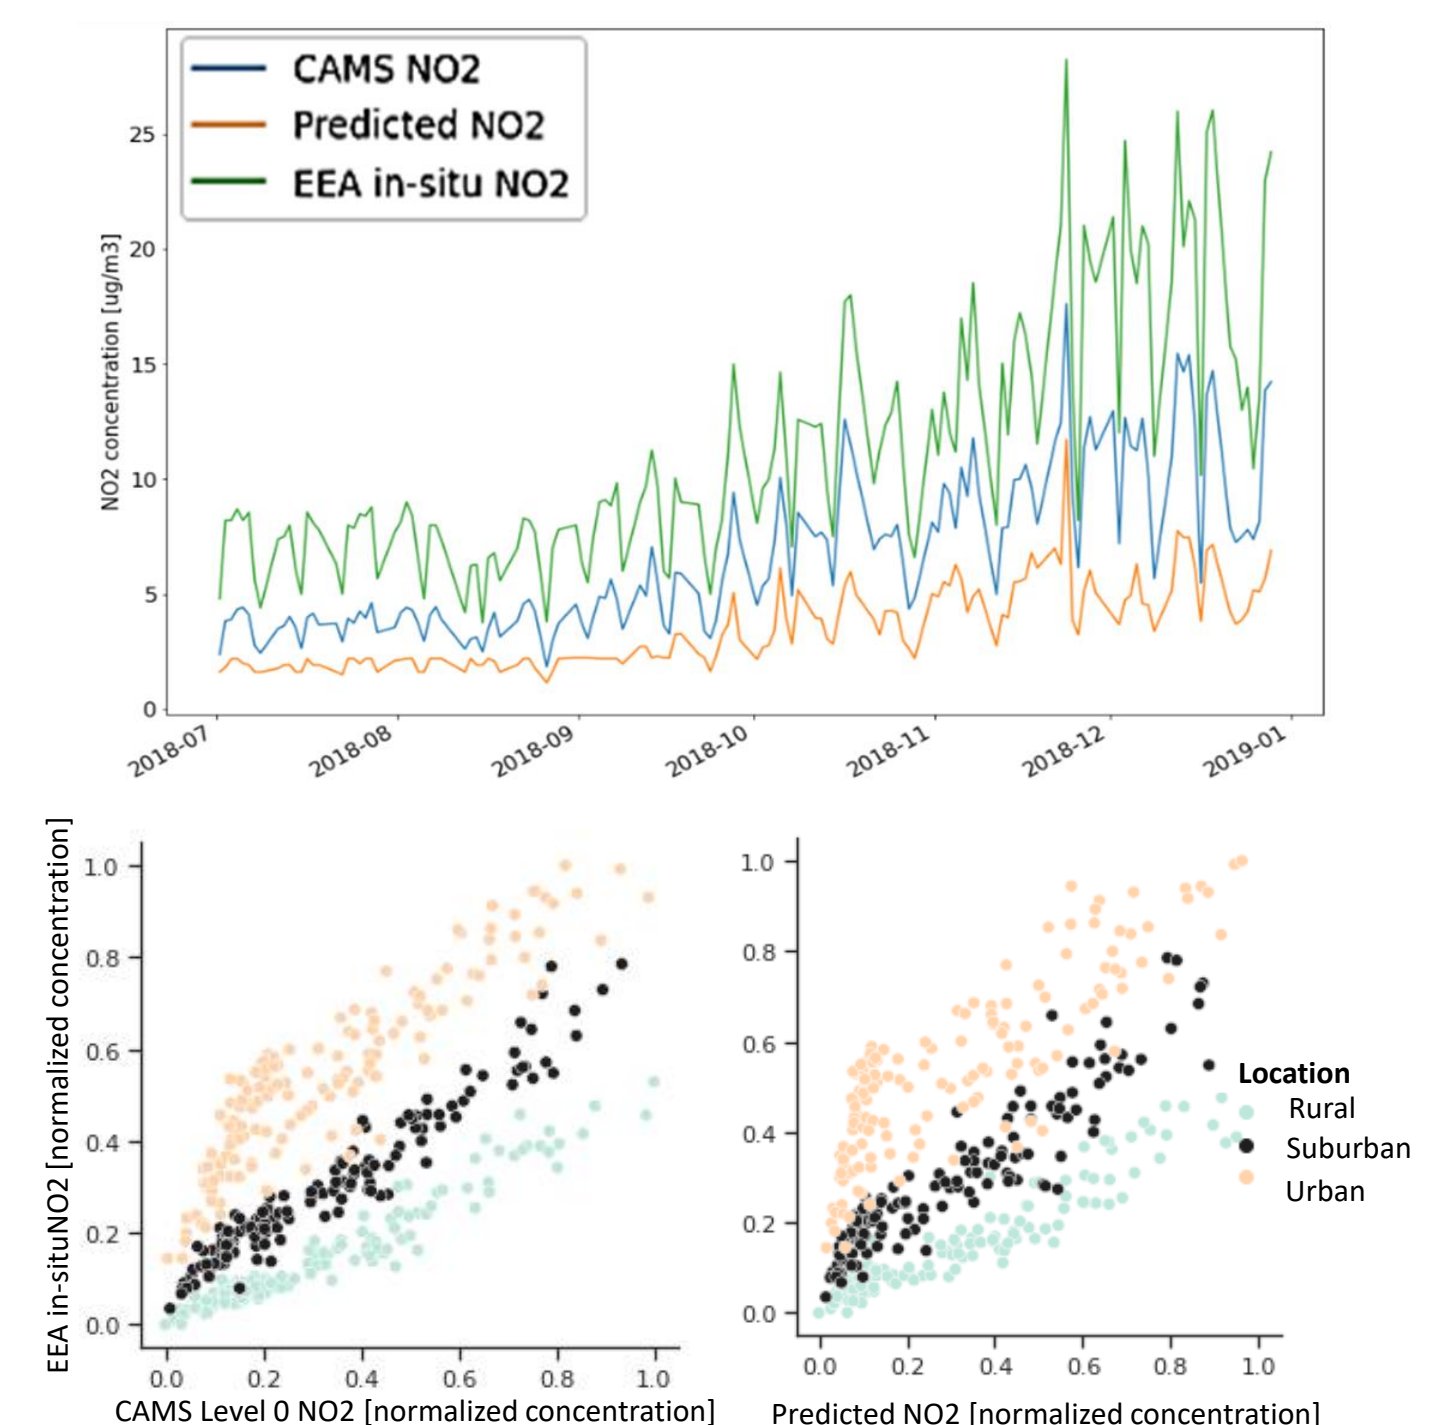 CAMS NO2
Predicted NO2
EEA in-situ NO2
NO2 concentration [ug/m3]
25
20
15
10
5
0
2018-07
2018-08
2018-09
2018-10
2018-11
2018-12
2019-01
EEA in-situNO2 [normalized concentration]
1.0
0.8
0.6
0.4
0.2
0.0
0.0 0.2 0.4 0.6 0.8 1.0
CAMS Level 0 NO2 [normalized concentration]
1.0
0.8
0.6
0.4
0.2
0.0
0.0 0.2 0.4 0.6 0.8 1.0
Predicted NO2 [normalized concentration]
Location
Rural
Suburban
Urban